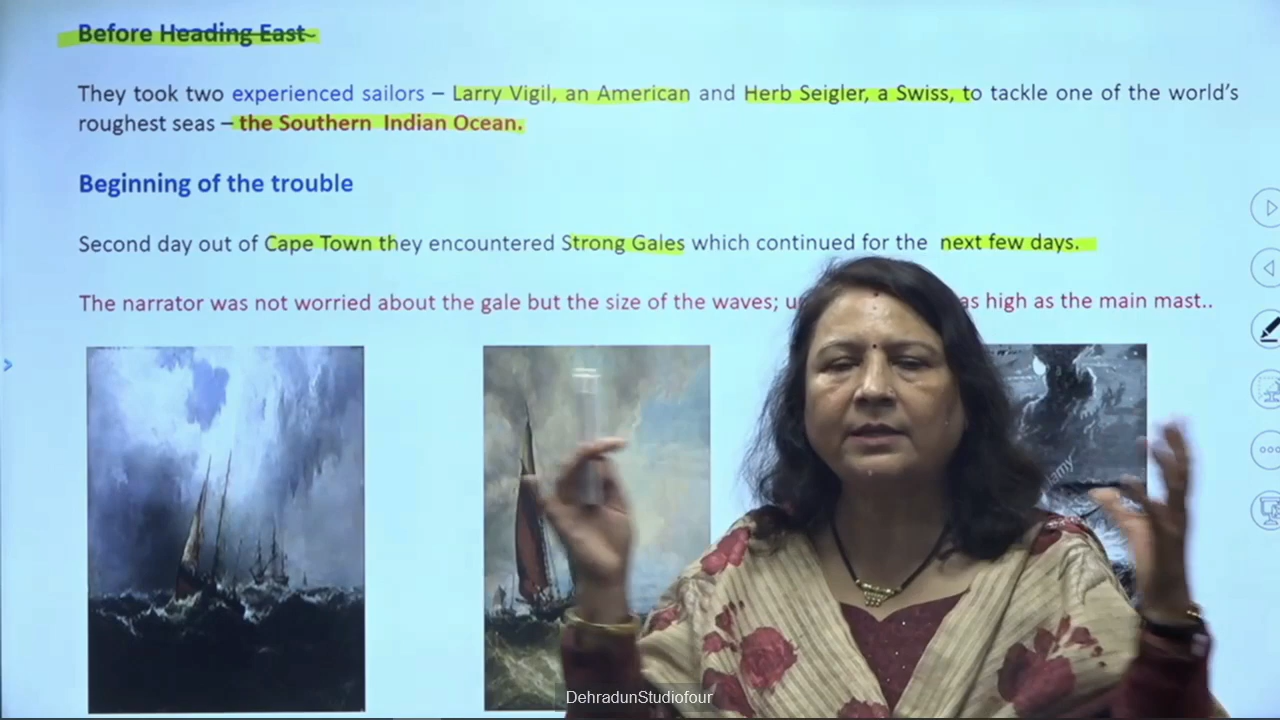 Before Heading East
They took two experienced sailors – Larry Vigil, an American and Herb Seigler, a Swiss, to tackle one of the world's
roughest seas – the Southern Indian Ocean.
Beginning of the trouble
Second day out of Cape Town they encountered Strong Gales which continued for the next few days.
The narrator was not worried about the gale but the size of the waves; as high as the main mast..
DehradunStudiofour